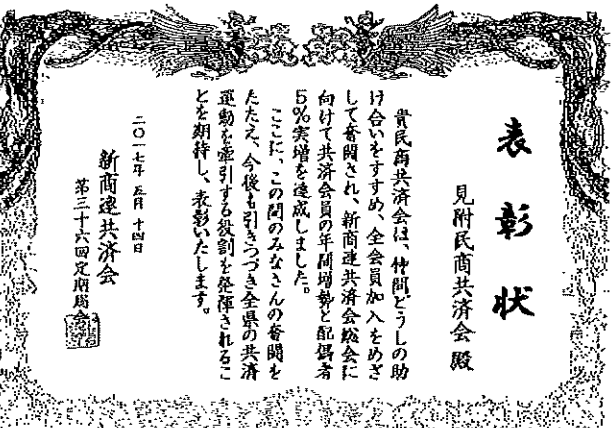 表彰状
見附民商共済会 殿
貴民商共済会は、仲間どうしの助
け合いをすすめ、全会員加入をめざ
して奮闘され、新商連共済会総会に
向けて共済会員の年間増勢と配偶者
5%実増を達成しました。
ここに、この間のみなさんの奮闘を
たたえ、今後も引きつづき全県の共済
運動を牽引する役割を発揮されるこ
とを期待し、表彰いたします。
二〇一七年 五月 十四日
新商連共済会
第三十六回定期総会